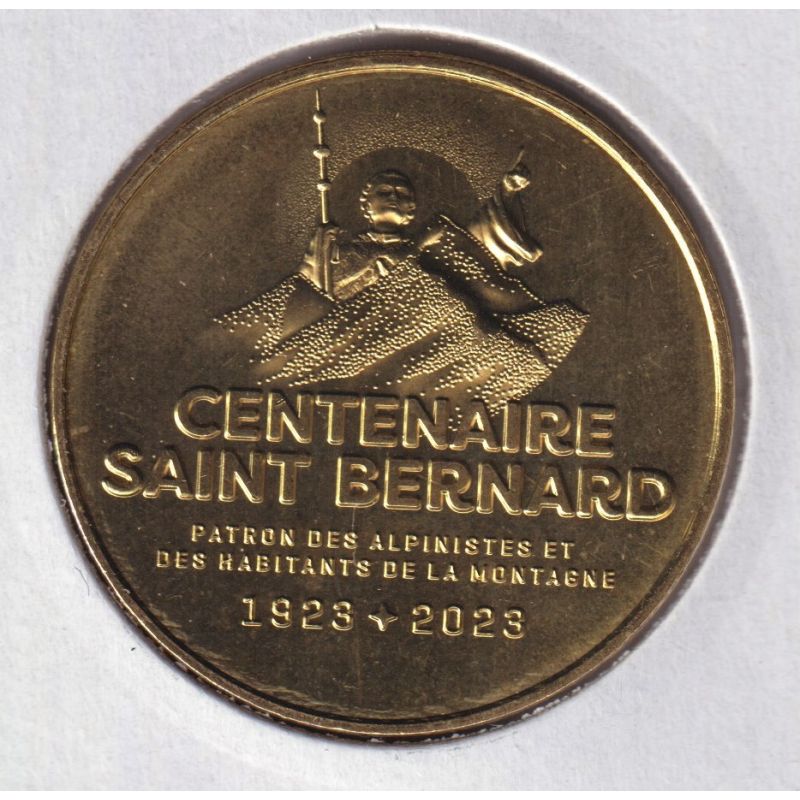 CENTENAIRE
SAINT BERNARD
PATRON DES ALPINISTES ET
DES HABITANTS DE LA MONTAGNE
1923 ✦ 2023